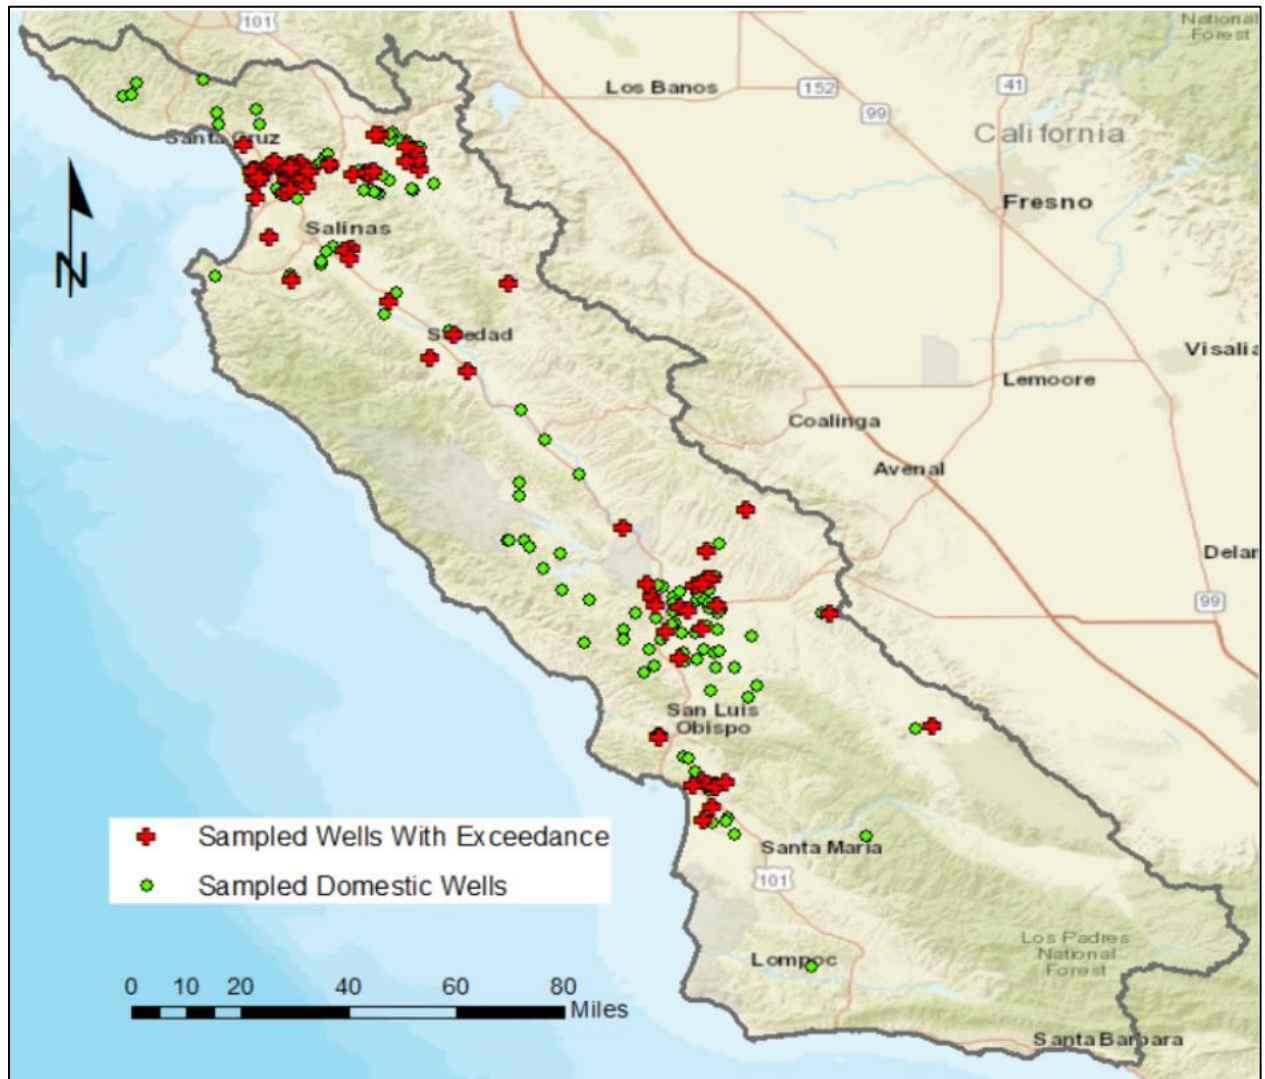 101
National
Forest
Los Banos
152
41
99
California
Santa Cruz
Fresno
Salinas
N
Soledad
Visalia
Lemoore
Coalinga
Avenal
Delan
99
San Luis
Obispo
Sampled Wells With Exceedance
Sampled Domestic Wells
Santa Maria
101
Los Padres
National
Forest
Lompoc
0 10 20 40 60 80
Miles
Santa Barbara